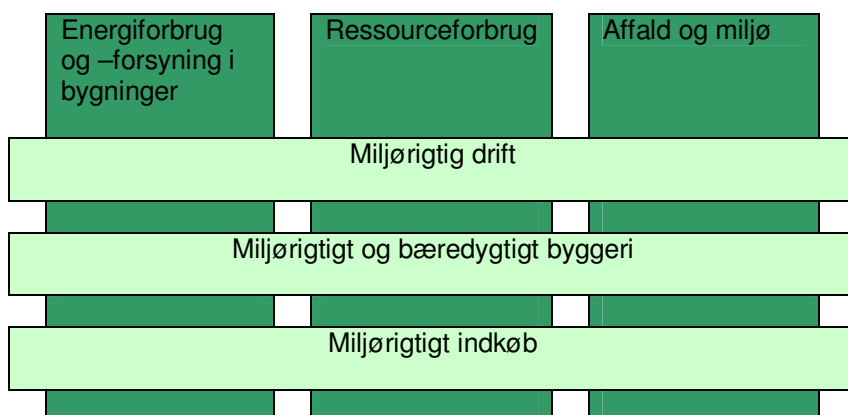 Energiforbrug
og –forsyning i
bygninger
Ressourceforbrug
Affald og miljø
Miljørigtig drift
Miljørigtigt og bæredygtigt byggeri
Miljørigtigt indkøb